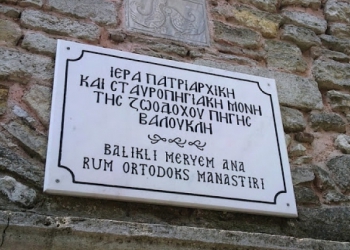 ΙΕΡΑ ΠΑΤΡΙΑΡΧΙΚΗ
ΚΑΙ ΣΤΑΥΡΟΠΗΓΙΑΚΗ ΜΟΝΗ
ΤΗΣ ΖΩΟΔΟΧΟΥ ΠΗΓΗΣ
ΒΑΛΟΥΚΛΗ
BALIKLI MERYEM ANA
RUM ORTODOKS MANASTIRI